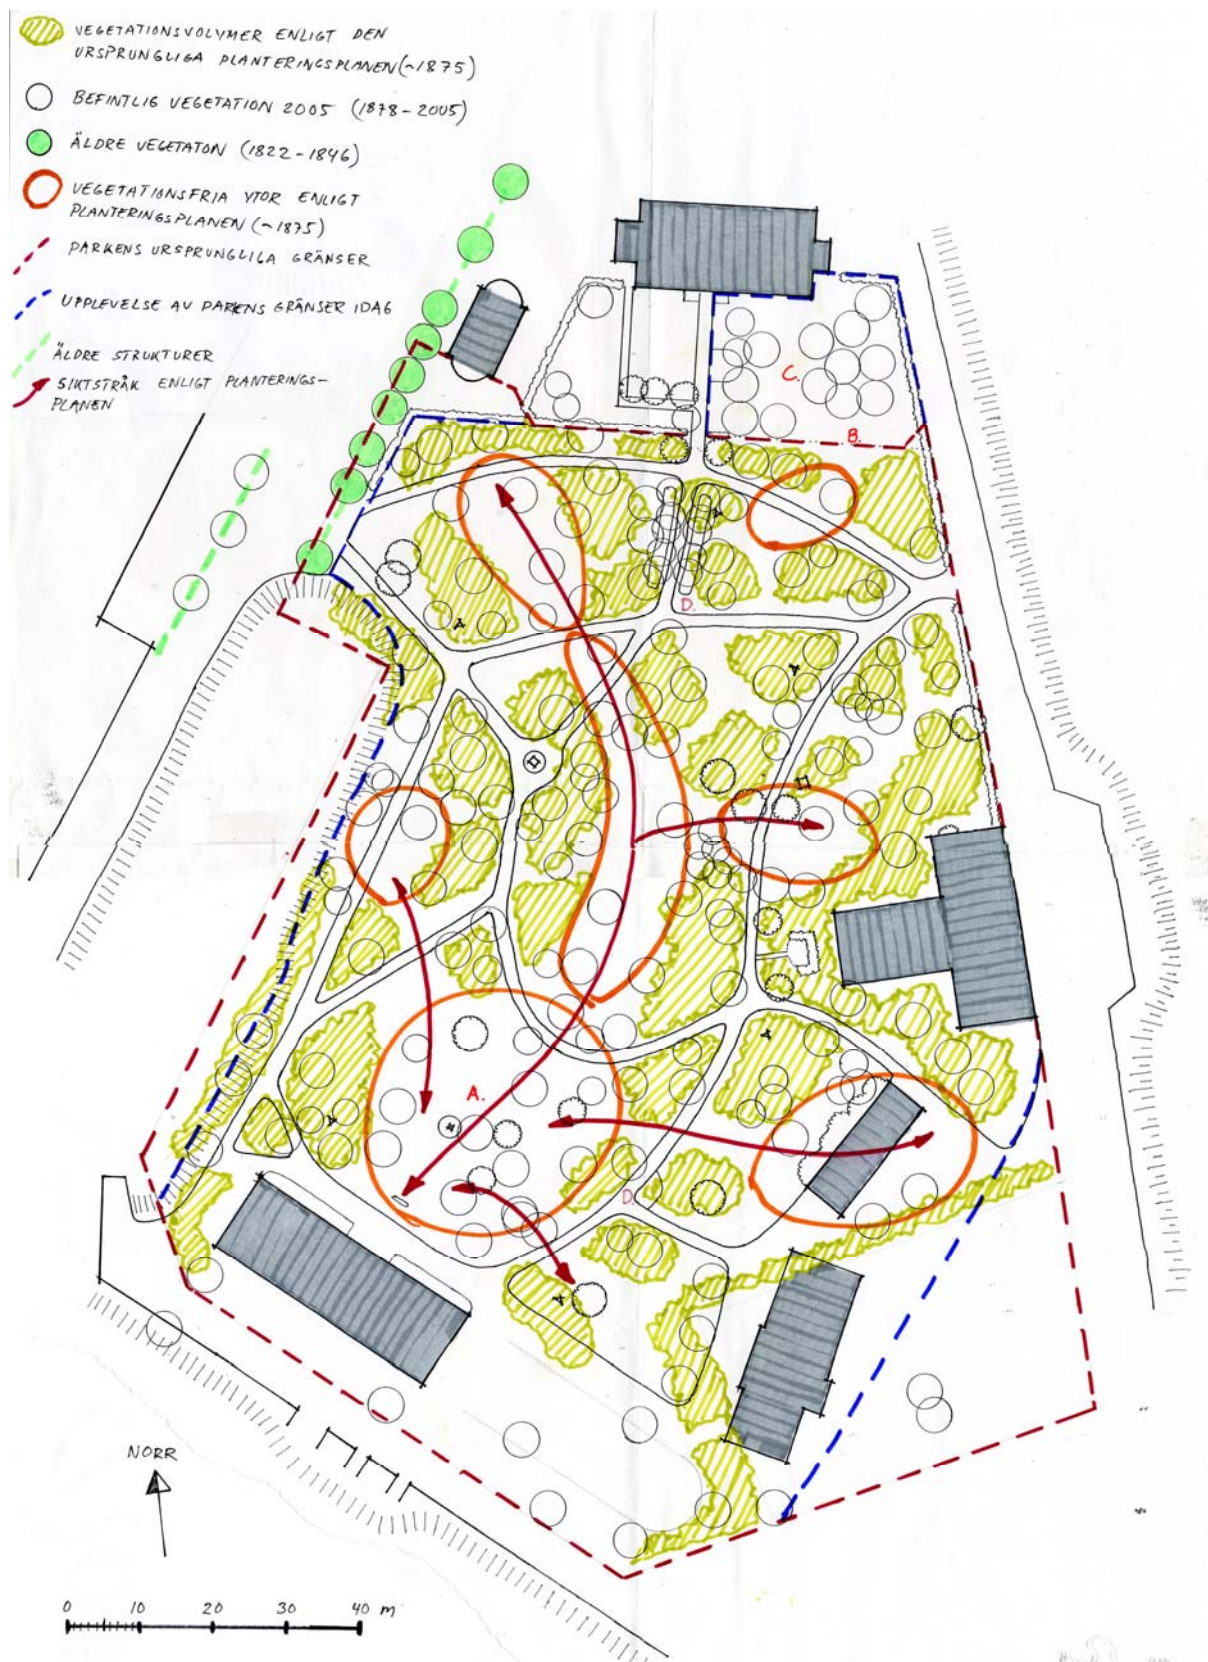 VEGETATIONSVOLYMER ENLIGT DEN
URSPRUNGLIGA PLANTERINGSPLANEN (~1875)
BEFINTLIG VEGETATION 2005 (1878-2005)
ÄLDRE VEGETATON (1822-1846)
VEGETATIONSFRIA YTOR ENLIGT
PLANTERINGSPLANEN (~1875)
PARKENS URSPRUNGLIGA GRÄNSER
UPPLEVELSE AV PARKENS GRÄNSER IDAG
ÄLDRE STRUKTURER
SIKTSTRÅK ENLIGT PLANTERINGS-
PLANEN
C.
B.
D.
A.
D.
NORR
0 10 20 30 40 m